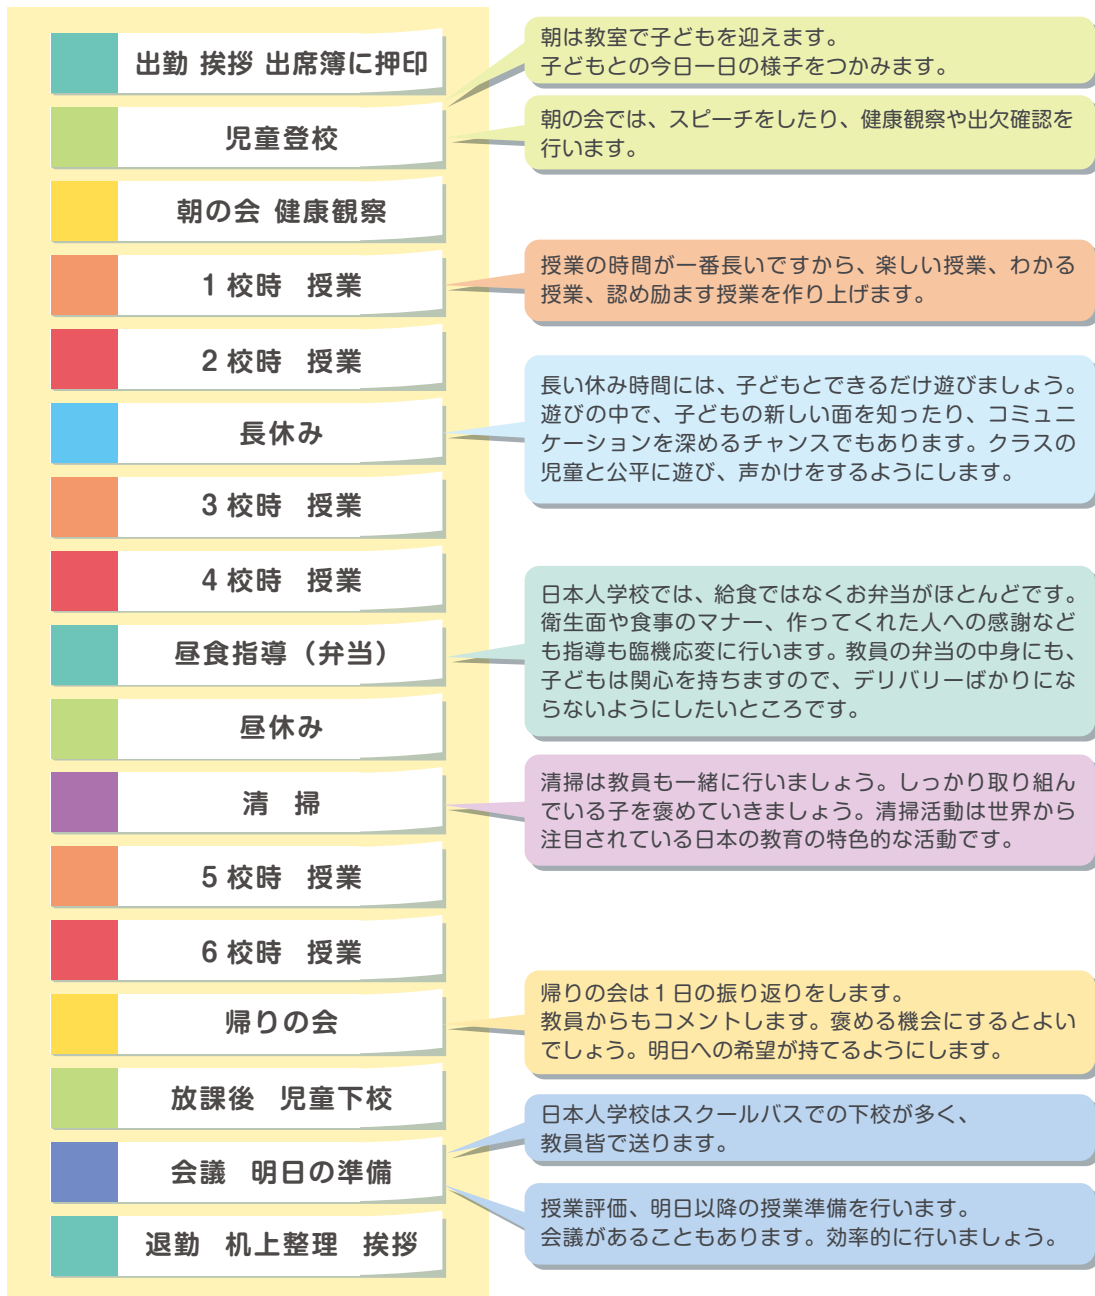 出勤 挨拶 出席簿に押印
朝は教室で子どもを迎えます。
子どもとの今日一日の様子をつかみます。
児童登校
朝の会では、スピーチをしたり、健康観察や出欠確認を
行います。
朝の会 健康観察
1 校時 授業
授業の時間が一番長いですから、楽しい授業、わかる
授業、認め励ます授業を作り上げます。
2 校時 授業
長休み
長い休み時間には、子どもとできるだけ遊びましょう。
遊びの中で、子どもの新しい面を知ったり、コミュニ
ケーションを深めるチャンスでもあります。クラスの
児童と公平に遊び、声かけをするようにします。
3 校時 授業
4 校時 授業
昼食指導（弁当）
日本人学校では、給食ではなくお弁当がほとんどです。
衛生面や食事のマナー、作ってくれた人への感謝など
も指導も臨機応変に行います。教員の弁当の中身にも、
子どもは関心を持ちますので、デリバリーばかりにな
らないようにしたいところです。
昼休み
清 掃
清掃は教員も一緒に行いましょう。しっかり取り組ん
でいる子を褒めていきましょう。清掃活動は世界から
注目されている日本の教育の特色的な活動です。
5 校時 授業
6 校時 授業
帰りの会
帰りの会は１日の振り返りをします。
教員からもコメントします。褒める機会にするとよい
でしょう。明日への希望が持てるようにします。
放課後 児童下校
会議 明日の準備
日本人学校はスクールバスでの下校が多く、
教員皆で送ります。
授業評価、明日以降の授業準備を行います。
会議があることもあります。効率的に行いましょう。
退勤 机上整理 挨拶